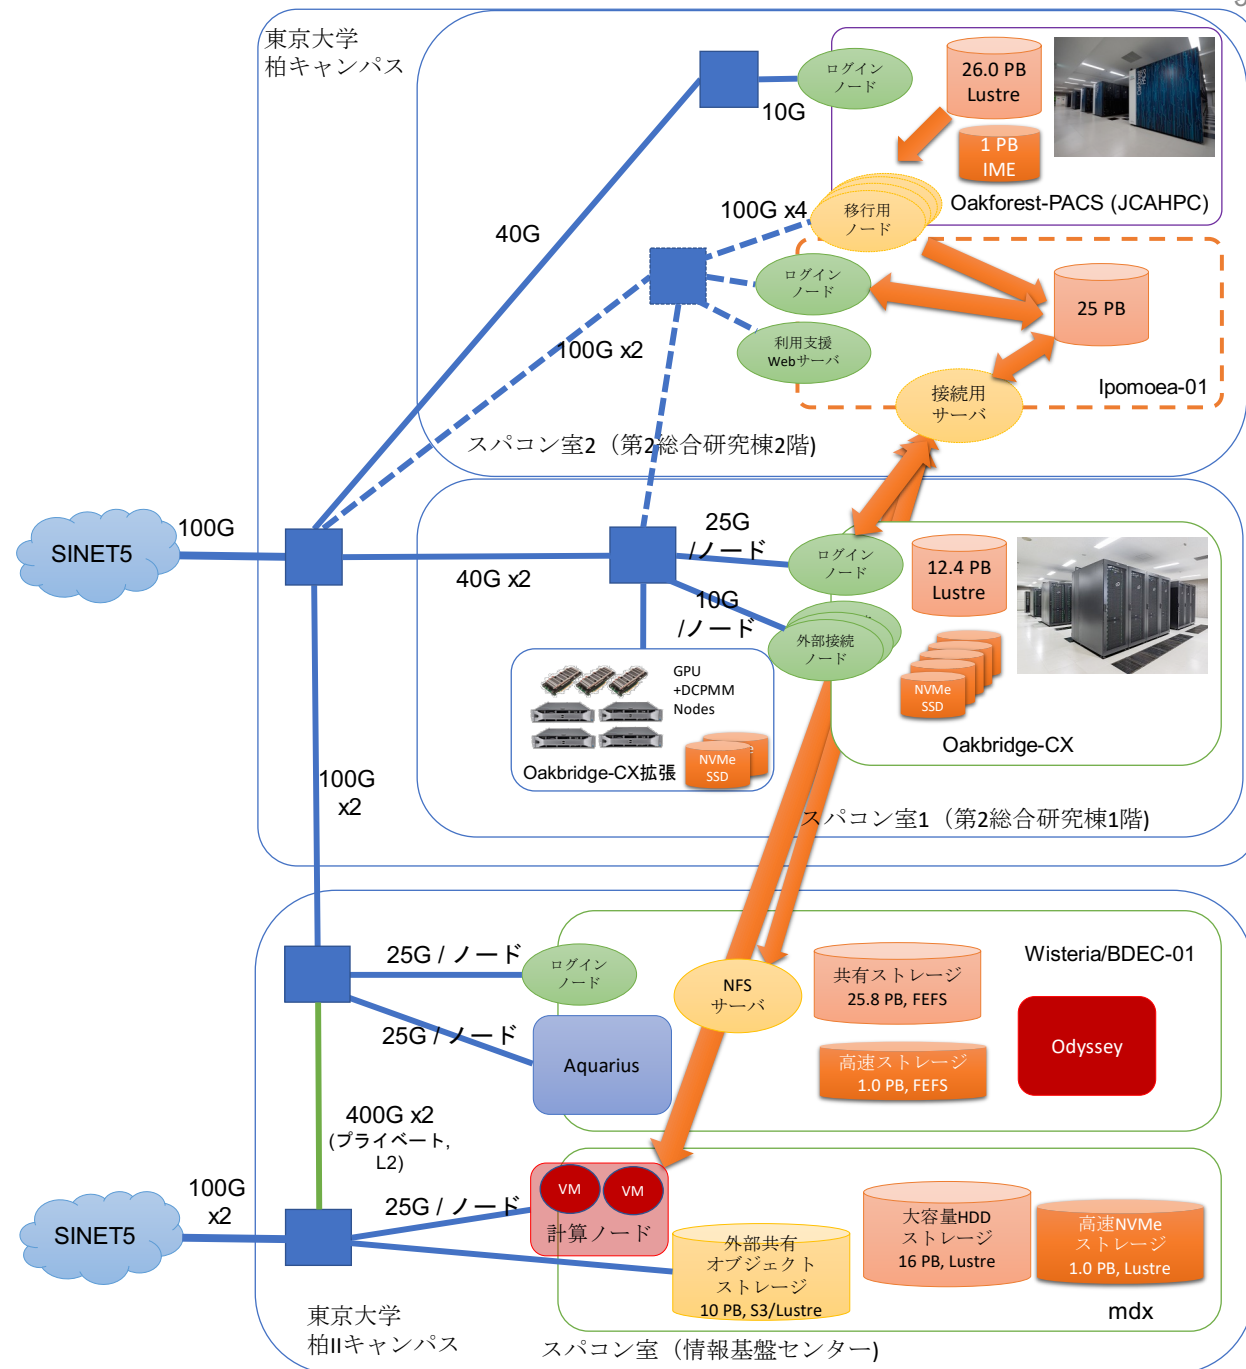 東京大学
柏キャンパス
ログイン
ノード
10G
26.0 PB
Lustre
1 PB
IME
Oakforest-PACS (JCAHPC)
40G
100G x4
移行用
ノード
ログイン
ノード
25 PB
100G x2
利用支援
Webサーバ
接続用
サーバ
Ipomoea-01
スパコン室2（第2総合研究棟2階)
SINET5
100G
40G x2
25G
/ノード
ログイン
ノード
10G
/ノード
外部接続
ノード
12.4 PB
Lustre
NVMe
SSD
Oakbridge-CX
GPU
+DCPMM
Nodes
NVMe
SSD
Oakbridge-CX拡張
スパコン室1（第2総合研究棟1階)
100G
x2
25G / ノード
ログイン
ノード
25G / ノード
Aquarius
NFS
サーバ
共有ストレージ
25.8 PB, FEFS
高速ストレージ
1.0 PB, FEFS
Wisteria/BDEC-01
Odyssey
400G x2
(プライベート,
L2)
SINET5
100G
x2
25G / ノード
VM
VM
計算ノード
外部共有
オブジェクト
ストレージ
10 PB, S3/Lustre
大容量HDD
ストレージ
16 PB, Lustre
高速NVMe
ストレージ
1.0 PB, Lustre
mdx
東京大学
柏IIキャンパス
スパコン室（情報基盤センター)